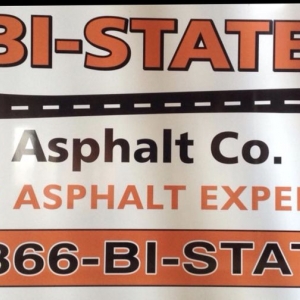 BI-STATE
Asphalt Co.
ASPHALT EXPE
866-BI-STAT